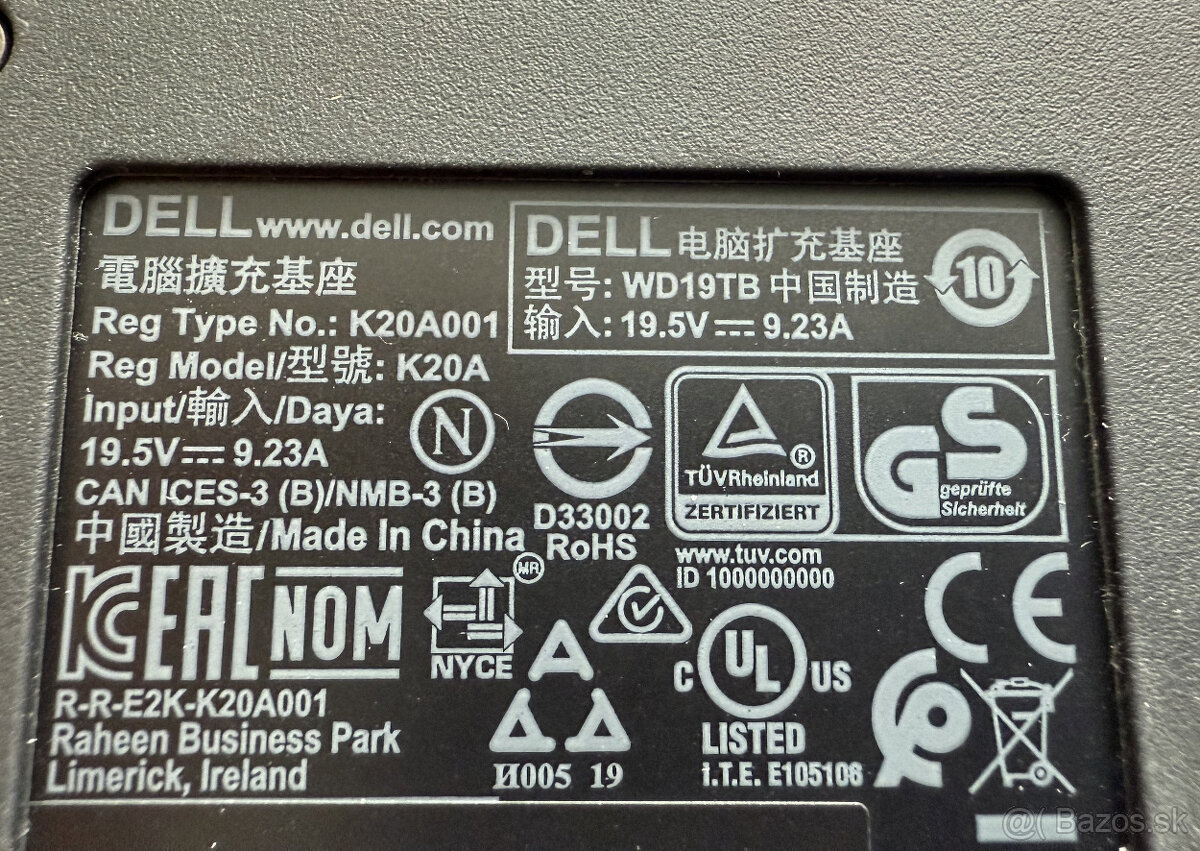 DELL www.dell.com
電腦擴充基座
Reg Type No.: K20A001
Reg Model/型號: K20A
Input/輸入/Daya:
19.5V⎓9.23A
CAN ICES-3 (B)/NMB-3 (B)
中國製造/Made In China
DELL 电脑扩充基座
型号: WD19TB 中国制造
输入: 19.5V⎓9.23A
10
N
D33002
RoHS
TÜVRheinland ®
ZERTIFIZIERT
www.tuv.com
ID 1000000000
GS
geprüfte
Sicherheit
KC EAC NOM
NYCE MR
R-R-E2K-K20A001
Raheen Business Park
Limerick, Ireland
И005 19
C UL US
LISTED
I.T.E. E105108
CE
@( Bazos.sk